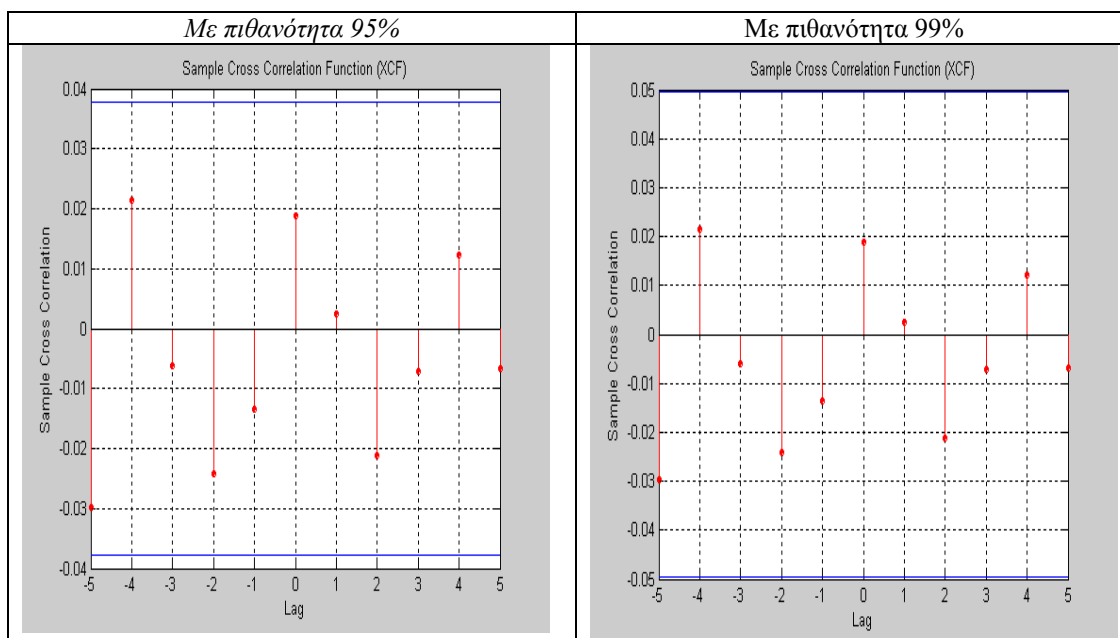 Με πιθανότητα 95%
Με πιθανότητα 99%
Sample Cross Correlation Function (XCF)
0.04
0.03
0.02
0.01
0
-0.01
-0.02
-0.03
-0.04
Sample Cross Correlation
-5 -4 -3 -2 -1 0 1 2 3 4 5
Lag
Sample Cross Correlation Function (XCF)
0.05
0.04
0.03
0.02
0.01
0
-0.01
-0.02
-0.03
-0.04
-0.05
Sample Cross Correlation
-5 -4 -3 -2 -1 0 1 2 3 4 5
Lag